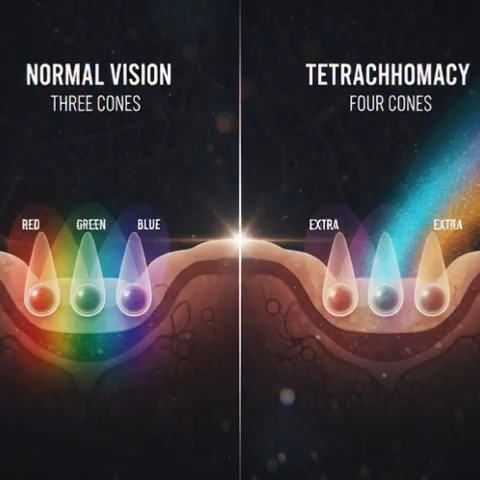 NORMAL VISION
THREE CONES
RED GREEN BLUE
TETRACHHOMACY
FOUR CONES
EXTRA EXTRA